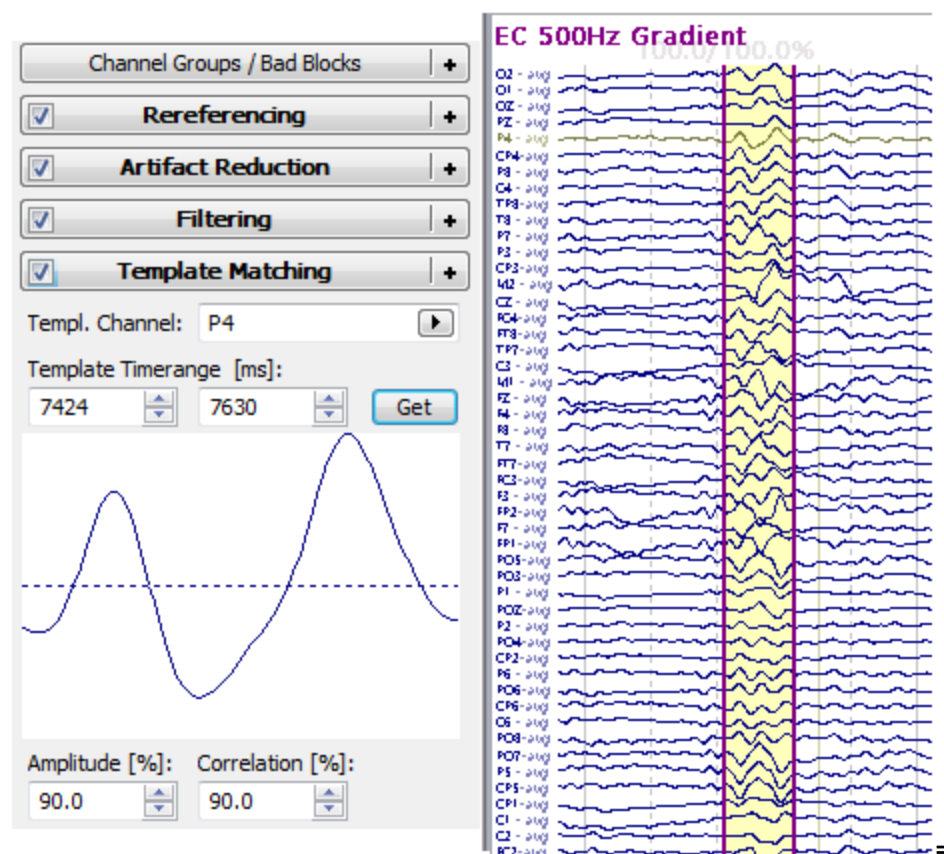 Channel Groups / Bad Blocks +
Rereferencing +
Artifact Reduction +
Filtering +
Template Matching +
Templ. Channel: P4
Template Timerange [ms]:
7424 7630 Get
Amplitude [%]: Correlation [%]:
90.0 90.0
EC 500Hz Gradient
100.0/100.0%
O2 - avg
O1 - avg
OZ - avg
PZ - avg
P4 - avg
CP4-avg
P8 - avg
C4 - avg
TP8-avg
T8 - avg
P7 - avg
P3 - avg
CP3-avg
M2 - avg
CZ - avg
FC4-avg
FT8-avg
TP7-avg
C3 - avg
M1 - avg
FZ - avg
F4 - avg
F8 - avg
T7 - avg
FT7-avg
FC3-avg
F3 - avg
FP2-avg
F7 - avg
FP1-avg
PO5-avg
PO3-avg
P1 - avg
POZ-avg
P2 - avg
PO4-avg
CP2-avg
P6 - avg
PO6-avg
CP6-avg
C6 - avg
PO8-avg
PO7-avg
P5 - avg
CP5-avg
CP1-avg
C1 - avg
C2 - avg